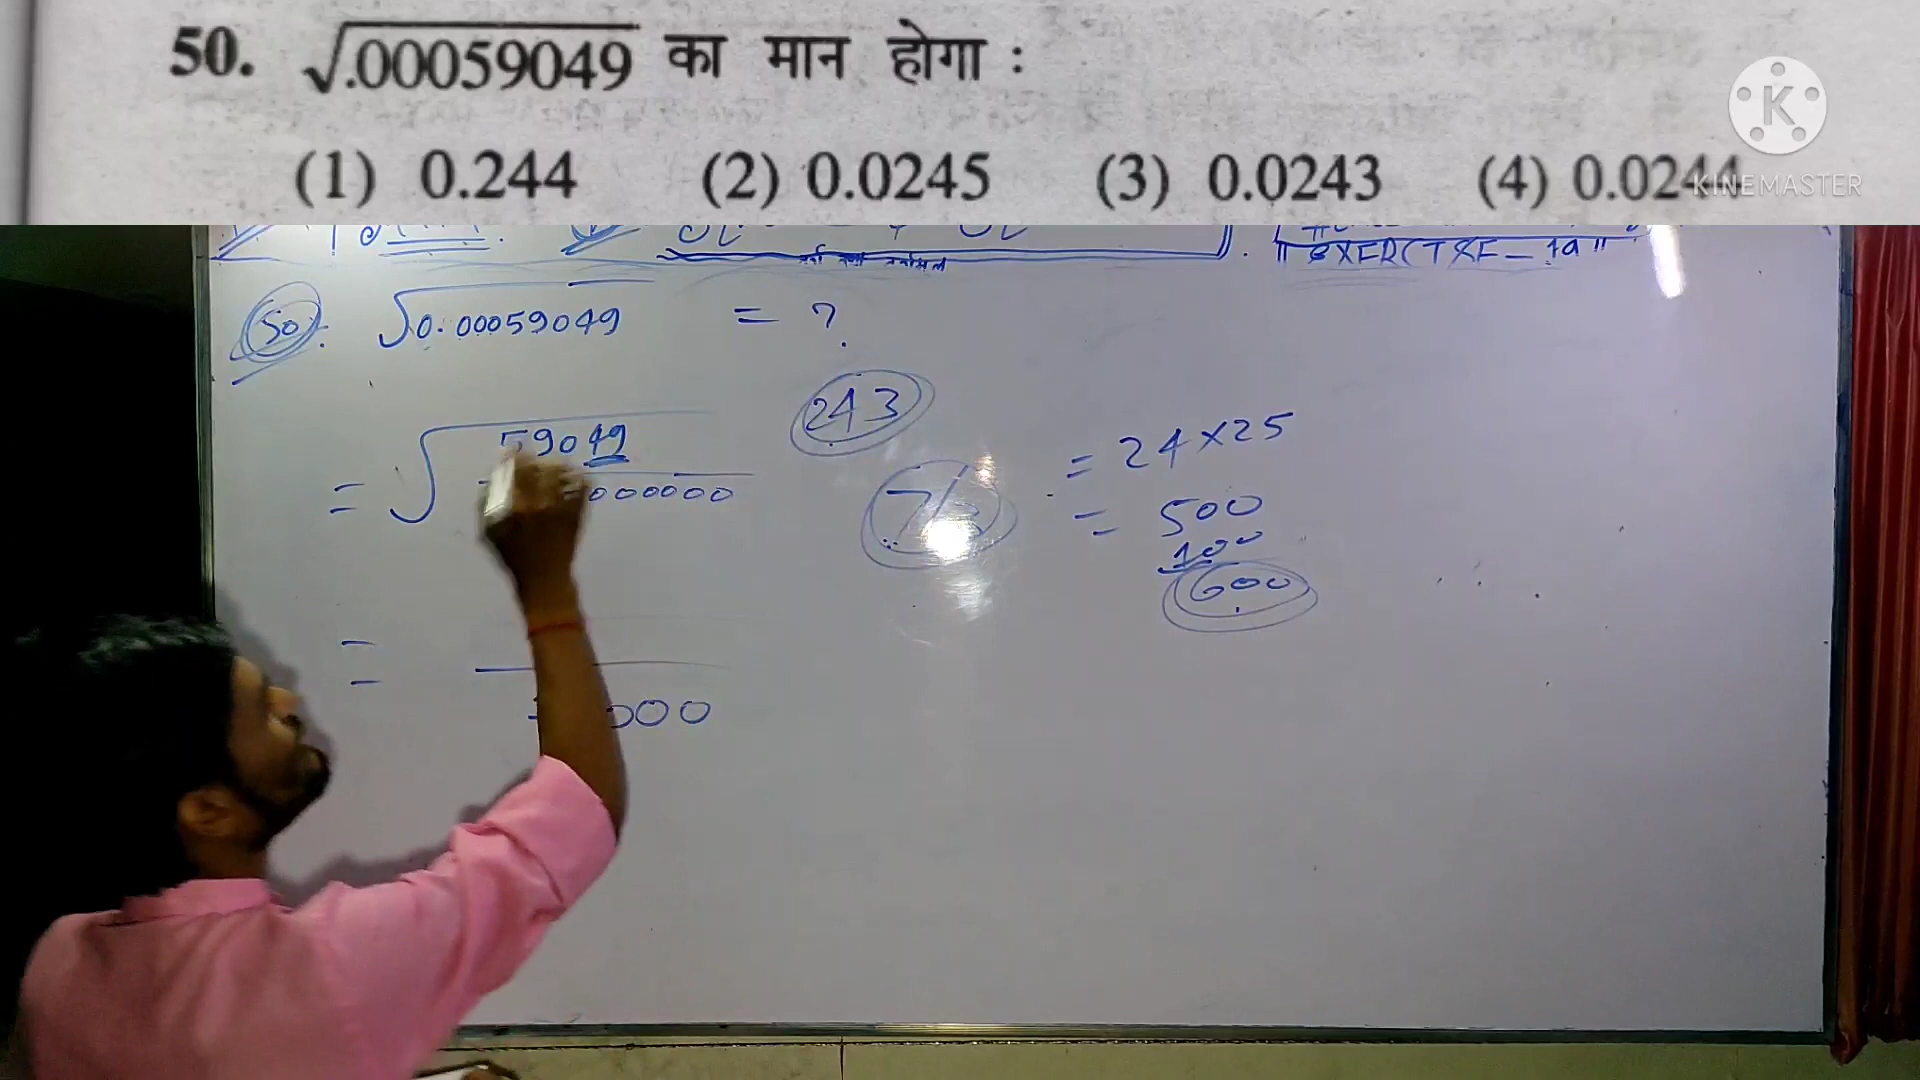 50. √.00059049 का मान होगा :
(1) 0.244 (2) 0.0245 (3) 0.0243 (4) 0.0244
K
KINEMASTER
"EXERCISE - 1a"
50. √0.00059049 = ?
243
59049
= √ 000000
= 24×25
= 500
100
600
=
000